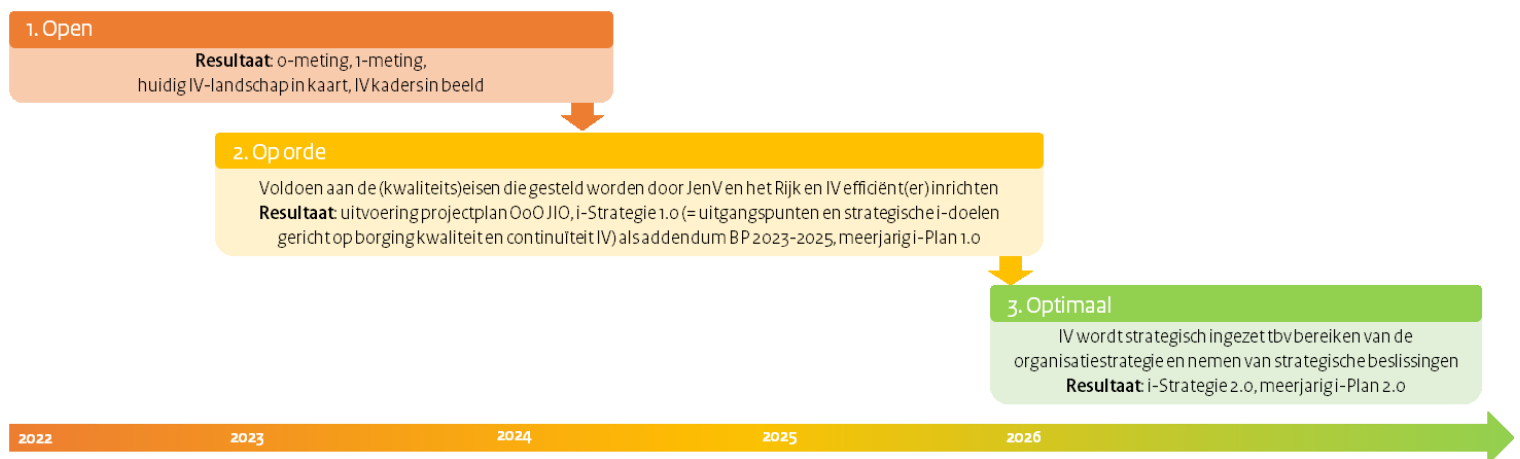 1. Open
Resultaat: 0-meting, 1-meting,
huidig IV-landschap in kaart, IV kaders in beeld
2. Op orde
Voldoen aan de (kwaliteits)eisen die gesteld worden door JenV en het Rijk en IV efficiënt(er) inrichten
Resultaat: uitvoering projectplan OoO JIO, i-Strategie 1.0 (= uitgangspunten en strategische i-doelen
gericht op borging kwaliteit en continuïteit IV) als addendum BP 2023-2025, meerjarig i-Plan 1.0
3. Optimaal
IV wordt strategisch ingezet tbv bereiken van de
organisatiestrategie en nemen van strategische beslissingen
Resultaat: i-Strategie 2.0, meerjarig i-Plan 2.0
2022 2023 2024 2025 2026